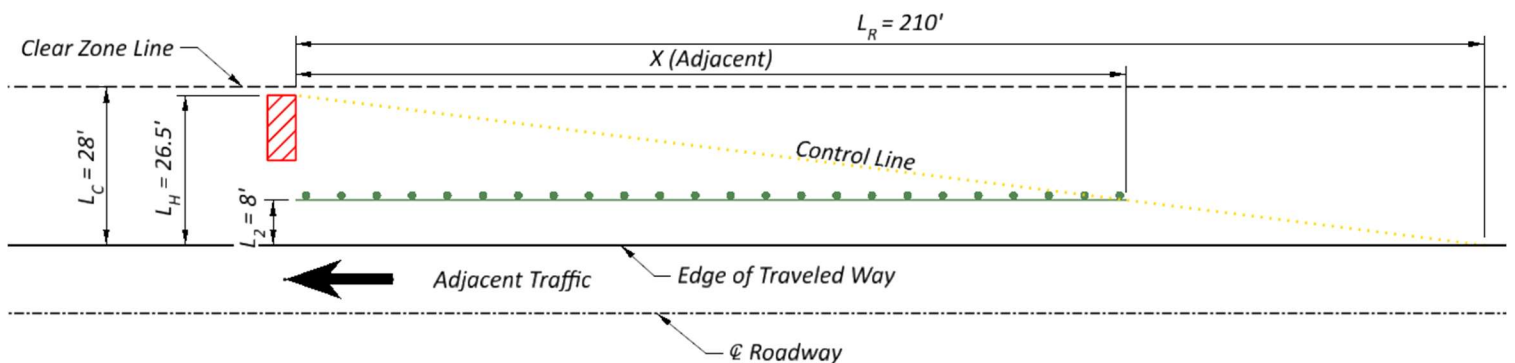 L_R = 210'
Clear Zone Line
X (Adjacent)
L_C = 28'
L_H = 26.5'
L_2 = 8'
Control Line
Adjacent Traffic
Edge of Traveled Way
℄ Roadway